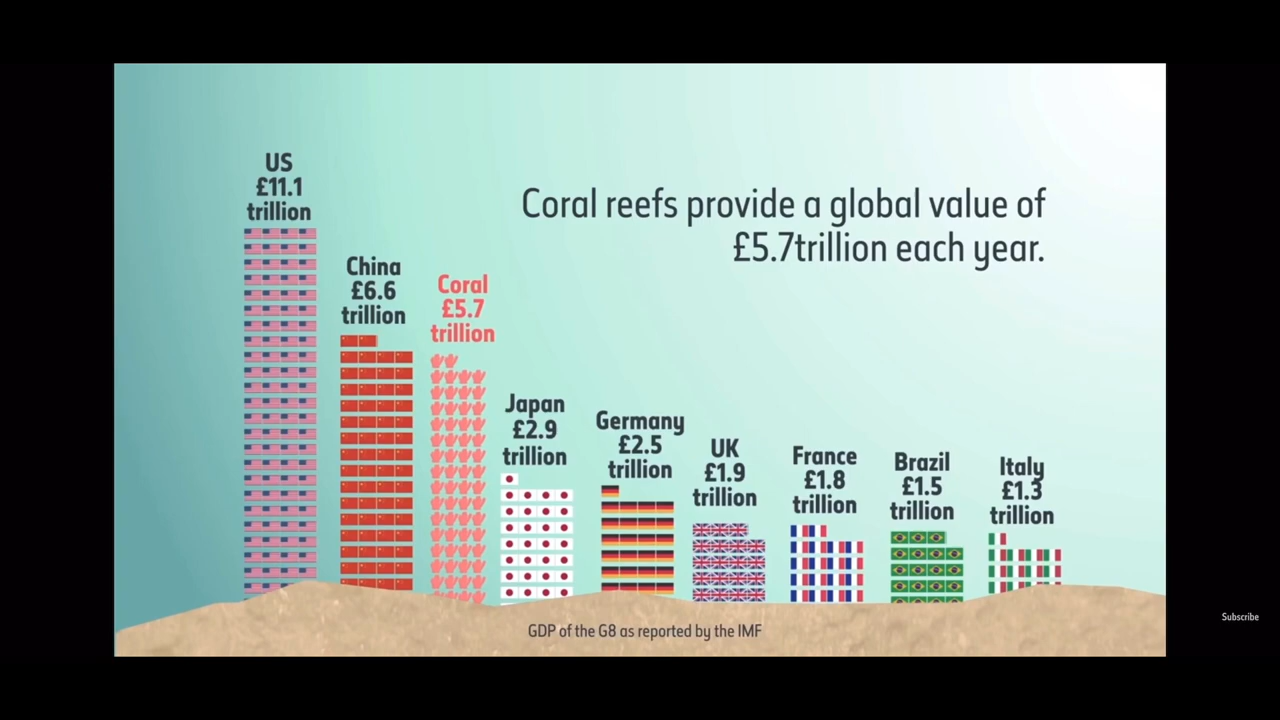 Coral reefs provide a global value of
£5.7trillion each year.
US
£11.1
trillion
China
£6.6
trillion
Coral
£5.7
trillion
Japan
£2.9
trillion
Germany
£2.5
trillion
UK
£1.9
trillion
France
£1.8
trillion
Brazil
£1.5
trillion
Italy
£1.3
trillion
GDP of the G8 as reported by the IMF
Subscribe